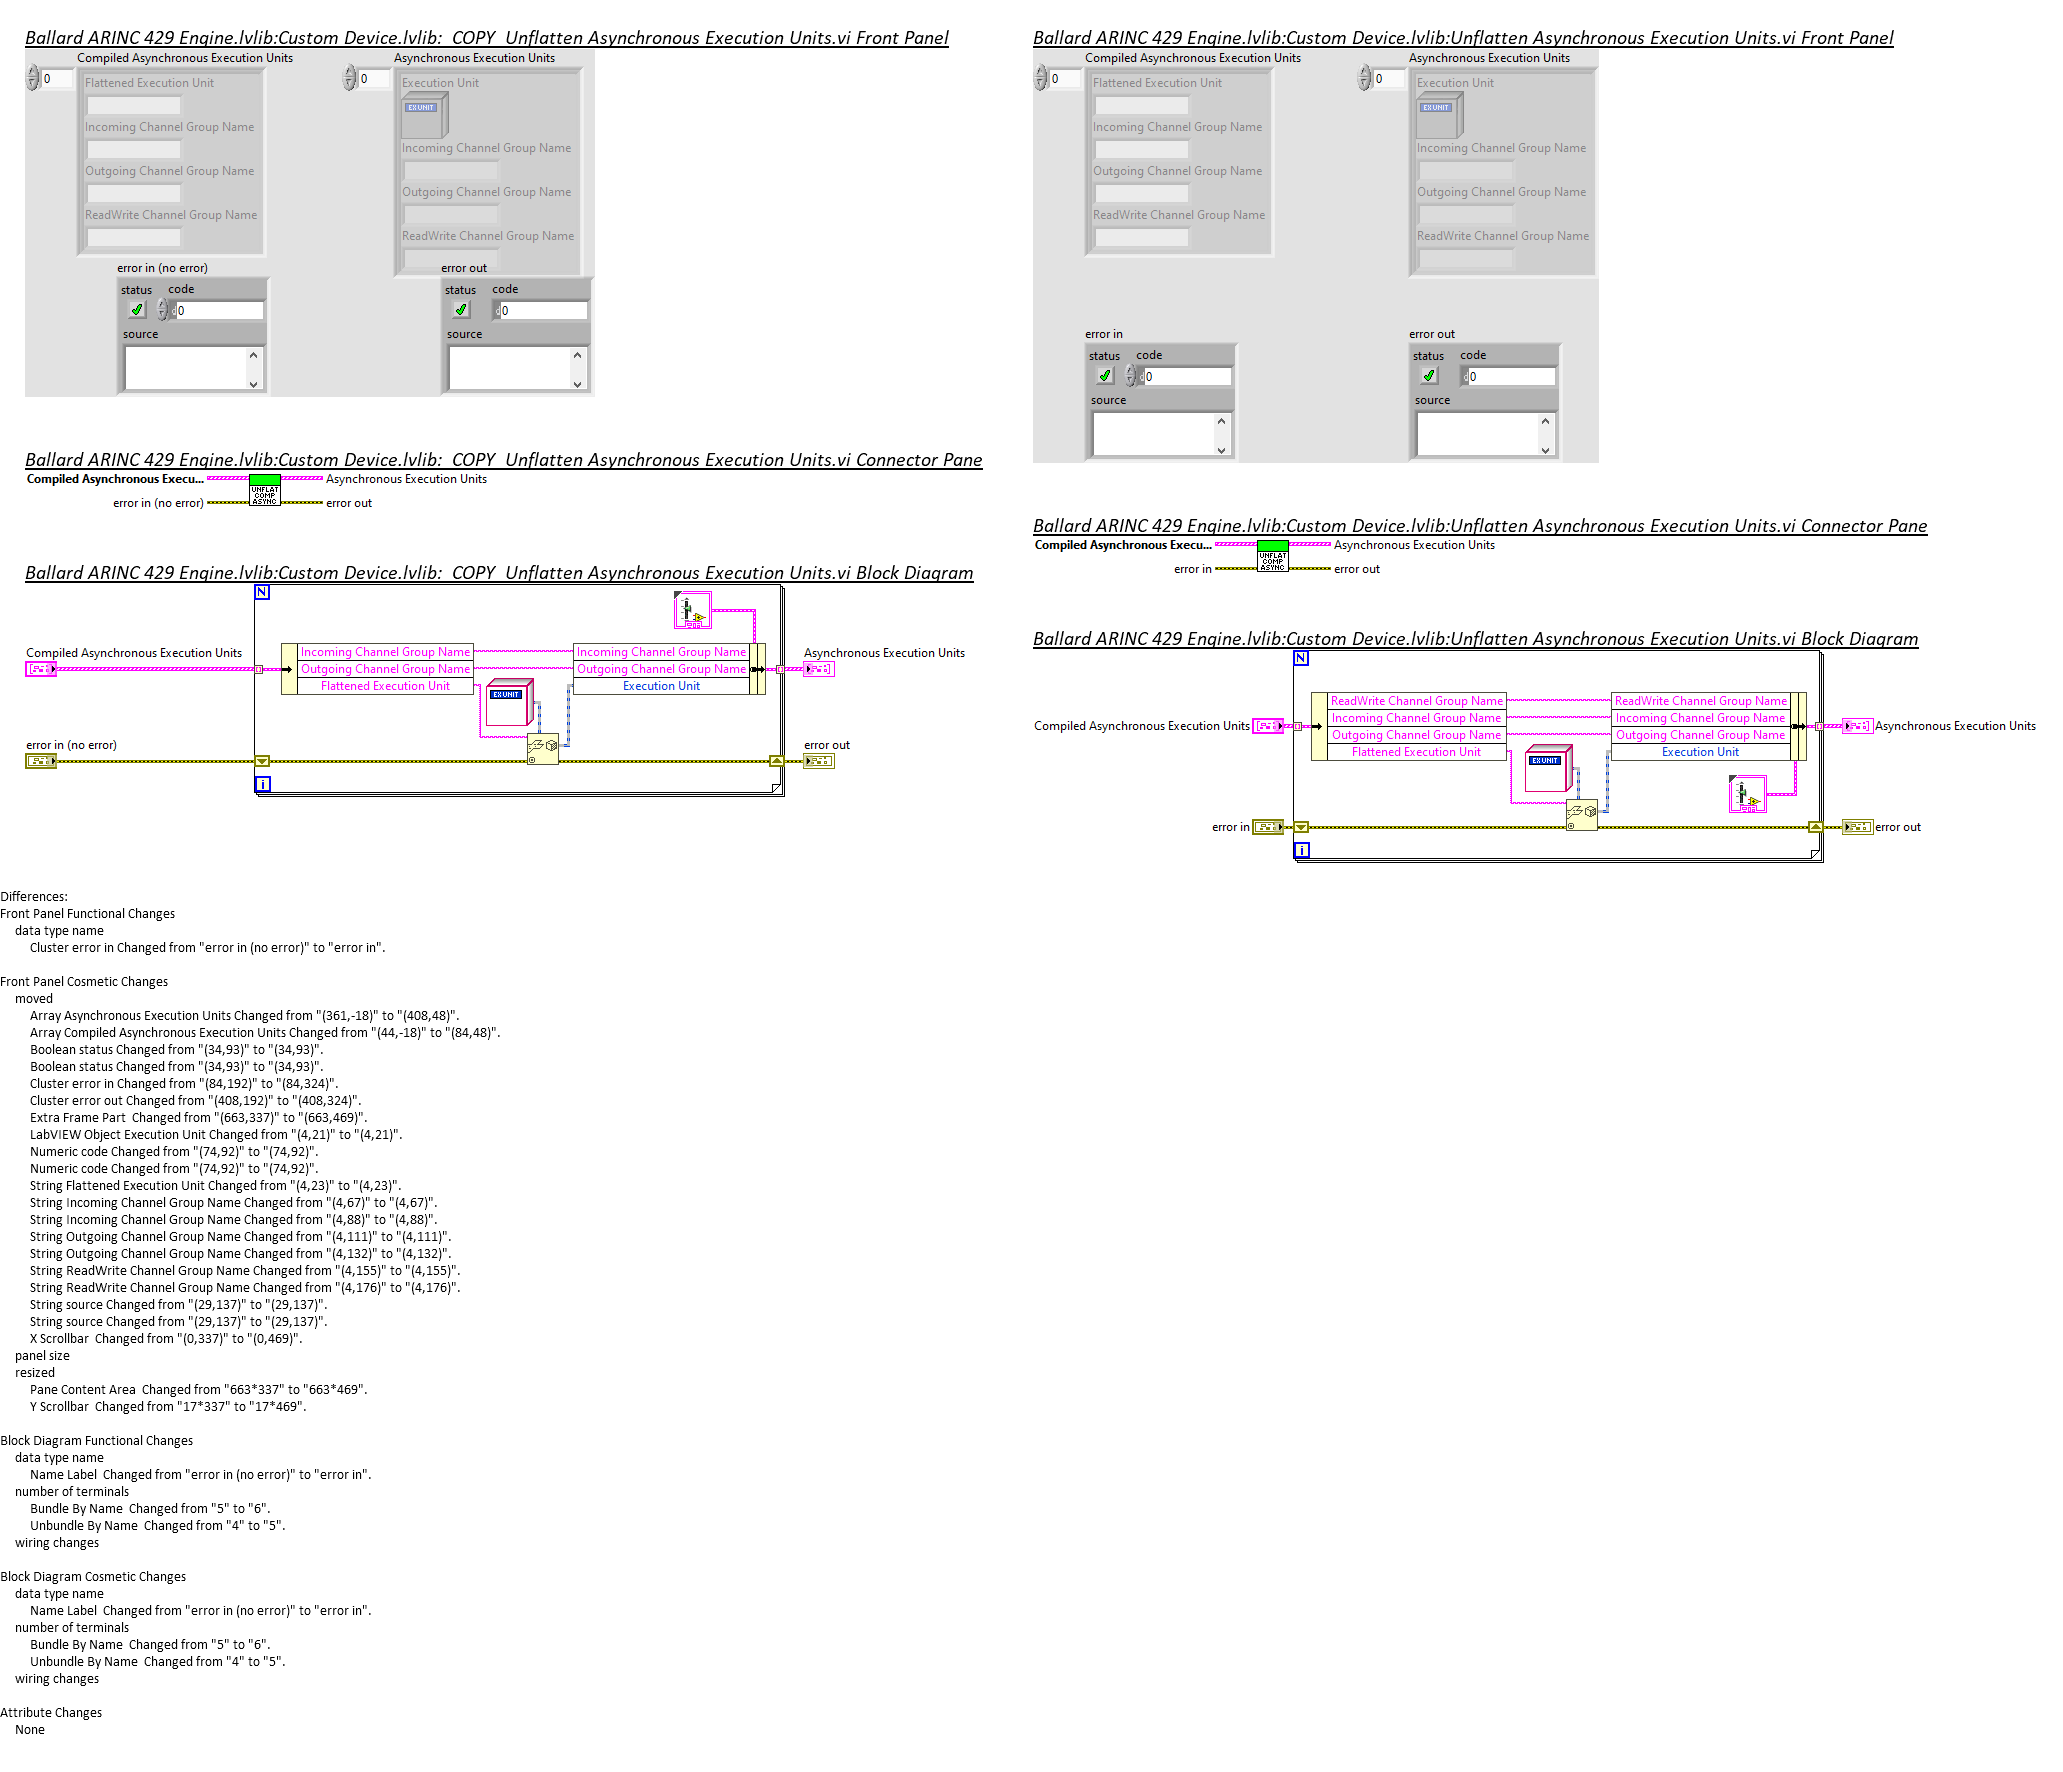 Ballard ARINC 429 Engine.lvlib:Custom Device.lvlib:  COPY  Unflatten Asynchronous Execution Units.vi Front Panel
Compiled Asynchronous Execution Units
0
Flattened Execution Unit
Incoming Channel Group Name
Outgoing Channel Group Name
ReadWrite Channel Group Name
Asynchronous Execution Units
0
Execution Unit
EXUNIT
Incoming Channel Group Name
Outgoing Channel Group Name
ReadWrite Channel Group Name
error in (no error)
status code
d0
source
error out
status code
d0
source
Ballard ARINC 429 Engine.lvlib:Custom Device.lvlib:  COPY  Unflatten Asynchronous Execution Units.vi Connector Pane
Compiled Asynchronous Execu...
error in (no error)
UNFLAT
COMP
ASYNC
Asynchronous Execution Units
error out
Ballard ARINC 429 Engine.lvlib:Custom Device.lvlib:  COPY  Unflatten Asynchronous Execution Units.vi Block Diagram
N
Compiled Asynchronous Execution Units
Incoming Channel Group Name
Outgoing Channel Group Name
Flattened Execution Unit
EXUNIT
Incoming Channel Group Name
Outgoing Channel Group Name
Execution Unit
Asynchronous Execution Units
error in (no error)
error out
i
Ballard ARINC 429 Engine.lvlib:Custom Device.lvlib:Unflatten Asynchronous Execution Units.vi Front Panel
Compiled Asynchronous Execution Units
0
Flattened Execution Unit
Incoming Channel Group Name
Outgoing Channel Group Name
ReadWrite Channel Group Name
Asynchronous Execution Units
0
Execution Unit
EXUNIT
Incoming Channel Group Name
Outgoing Channel Group Name
ReadWrite Channel Group Name
error in
status code
d0
source
error out
status code
d0
source
Ballard ARINC 429 Engine.lvlib:Custom Device.lvlib:Unflatten Asynchronous Execution Units.vi Connector Pane
Compiled Asynchronous Execu...
error in
UNFLAT
COMP
ASYNC
Asynchronous Execution Units
error out
Ballard ARINC 429 Engine.lvlib:Custom Device.lvlib:Unflatten Asynchronous Execution Units.vi Block Diagram
N
Compiled Asynchronous Execution Units
ReadWrite Channel Group Name
Incoming Channel Group Name
Outgoing Channel Group Name
Flattened Execution Unit
EXUNIT
ReadWrite Channel Group Name
Incoming Channel Group Name
Outgoing Channel Group Name
Execution Unit
Asynchronous Execution Units
error in
error out
i
Differences:
Front Panel Functional Changes
data type name
Cluster error in Changed from "error in (no error)" to "error in".
Front Panel Cosmetic Changes
moved
Array Asynchronous Execution Units Changed from "(361,-18)" to "(408,48)".
Array Compiled Asynchronous Execution Units Changed from "(44,-18)" to "(84,48)".
Boolean status Changed from "(34,93)" to "(34,93)".
Boolean status Changed from "(34,93)" to "(34,93)".
Cluster error in Changed from "(84,192)" to "(84,324)".
Cluster error out Changed from "(408,192)" to "(408,324)".
Extra Frame Part  Changed from "(663,337)" to "(663,469)".
LabVIEW Object Execution Unit Changed from "(4,21)" to "(4,21)".
Numeric code Changed from "(74,92)" to "(74,92)".
Numeric code Changed from "(74,92)" to "(74,92)".
String Flattened Execution Unit Changed from "(4,23)" to "(4,23)".
String Incoming Channel Group Name Changed from "(4,67)" to "(4,67)".
String Incoming Channel Group Name Changed from "(4,88)" to "(4,88)".
String Outgoing Channel Group Name Changed from "(4,111)" to "(4,111)".
String Outgoing Channel Group Name Changed from "(4,132)" to "(4,132)".
String ReadWrite Channel Group Name Changed from "(4,155)" to "(4,155)".
String ReadWrite Channel Group Name Changed from "(4,176)" to "(4,176)".
String source Changed from "(29,137)" to "(29,137)".
String source Changed from "(29,137)" to "(29,137)".
X Scrollbar  Changed from "(0,337)" to "(0,469)".
panel size
resized
Pane Content Area  Changed from "663*337" to "663*469".
Y Scrollbar  Changed from "17*337" to "17*469".
Block Diagram Functional Changes
data type name
Name Label  Changed from "error in (no error)" to "error in".
number of terminals
Bundle By Name  Changed from "5" to "6".
Unbundle By Name  Changed from "4" to "5".
wiring changes
Block Diagram Cosmetic Changes
data type name
Name Label  Changed from "error in (no error)" to "error in".
number of terminals
Bundle By Name  Changed from "5" to "6".
Unbundle By Name  Changed from "4" to "5".
wiring changes
Attribute Changes
None